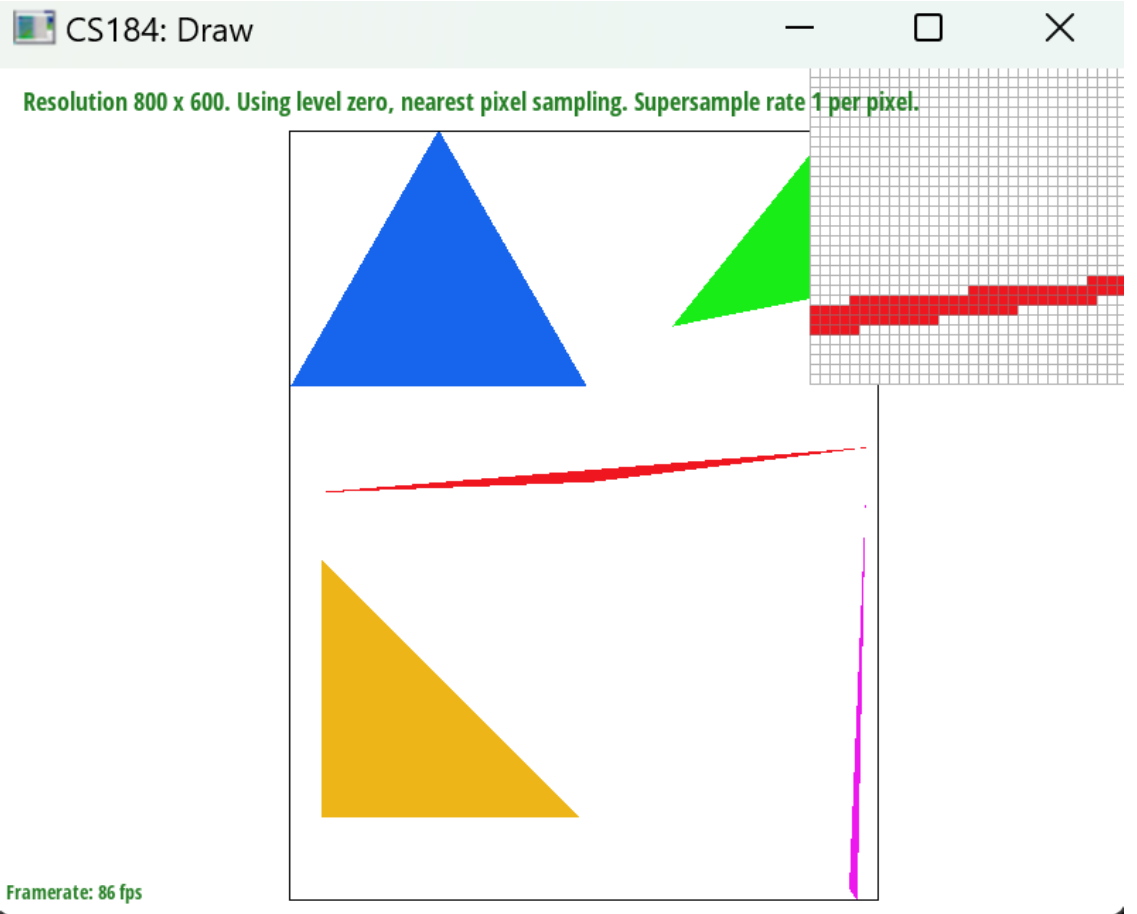 CS184: Draw
Resolution 800 x 600. Using level zero, nearest pixel sampling. Supersample rate 1 per pixel.
Framerate: 86 fps